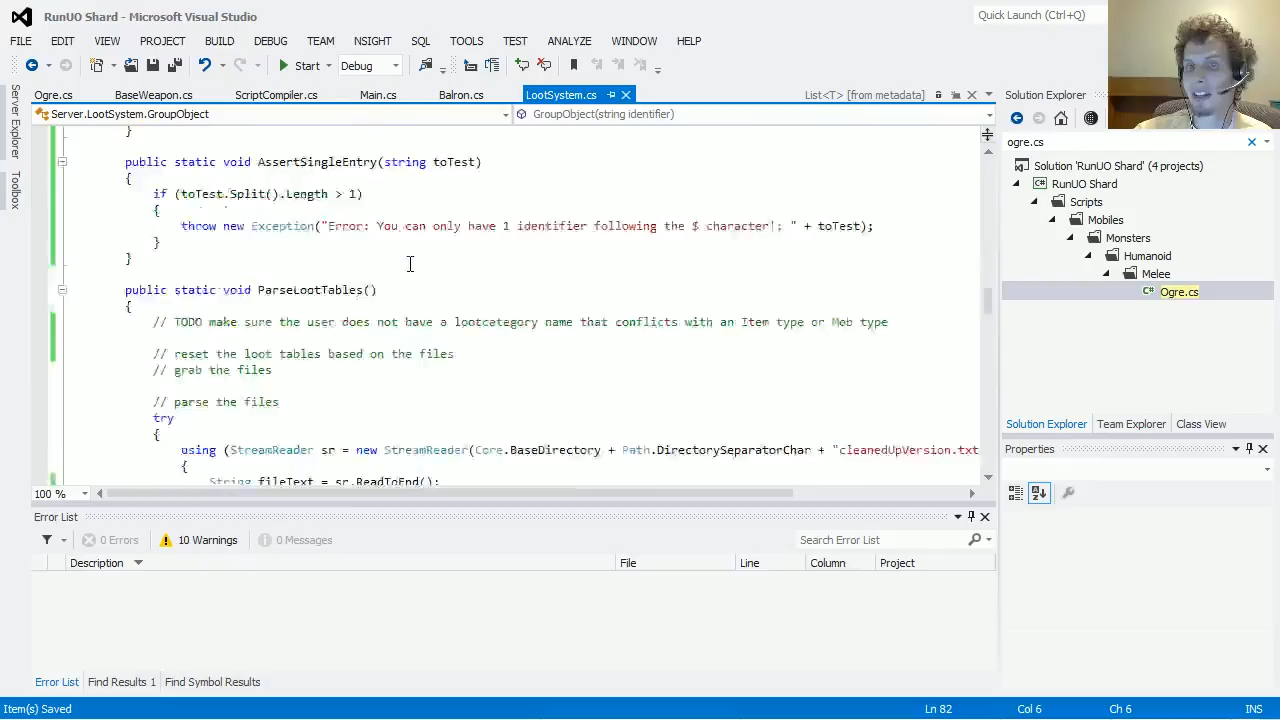 RunUO Shard - Microsoft Visual Studio
Quick Launch (Ctrl+Q)
FILE EDIT VIEW PROJECT BUILD DEBUG TEAM NSIGHT SQL TOOLS TEST ANALYZE WINDOW HELP
Start Debug
Ogre.cs BaseWeapon.cs ScriptCompiler.cs Main.cs Balron.cs LootSystem.cs List<T> [from metadata]
Server.LootSystem.GroupObject GroupObject(string identifier)
Server Explorer
Toolbox
}
public static void AssertSingleEntry(string toTest)
{
if (toTest.Split().Length > 1)
{
throw new Exception("Error: You can only have 1 identifier following the $ character!: " + toTest);
}
}
public static void ParseLootTables()
{
// TODO make sure the user does not have a lootcategory name that conflicts with an Item type or Mob type
// reset the loot tables based on the files
// grab the files
// parse the files
try
{
using (StreamReader sr = new StreamReader(Core.BaseDirectory + Path.DirectorySeparatorChar + "cleanedUpVersion.txt
{
String fileText = sr.ReadToEnd();
100 %
Error List
0 Errors 10 Warnings 0 Messages Search Error List
Description File Line Column Project
Error List Find Results 1 Find Symbol Results
Solution Explorer
ogre.cs
Solution 'RunUO Shard' (4 projects)
RunUO Shard
Scripts
Mobiles
Monsters
Humanoid
Melee
Ogre.cs
Solution Explorer Team Explorer Class View
Properties
Item(s) Saved Ln 82 Col 6 Ch 6 INS